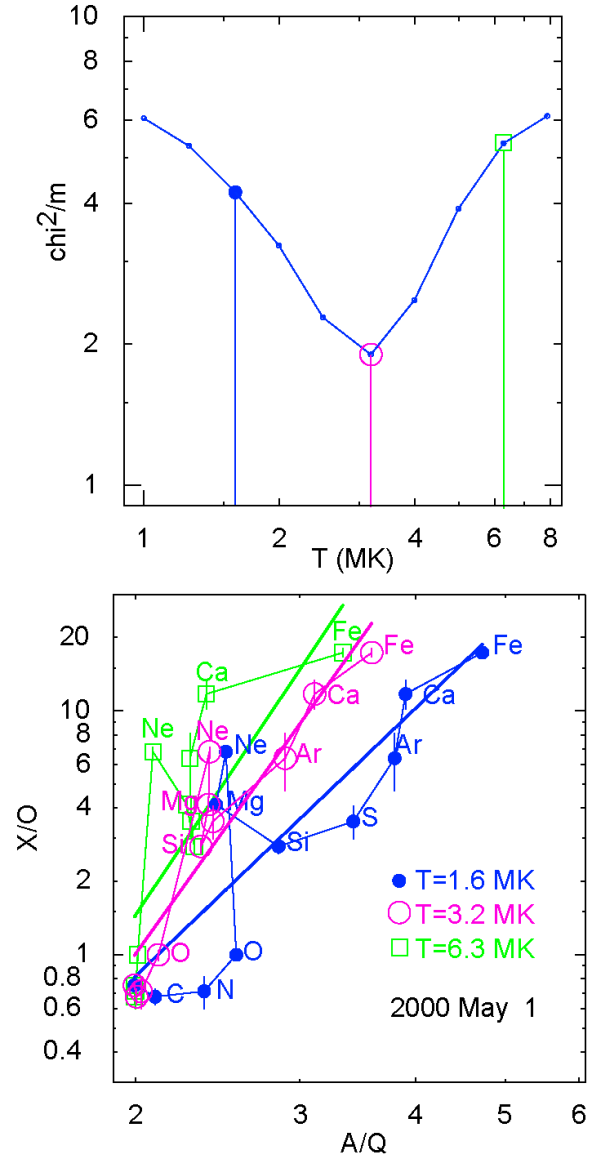 10
8
6
4
2
1
chi²/m
1 2 4 6 8
T (MK)
20
10
6
4
2
1
0.8
0.6
0.4
X/O
Fe
Fe
Fe
Ca
Ca
Ca
Ne
Ne
Ne
Ar
Ar
Mg
Mg
S
Si
Si
O
O
C
N
T=1.6 MK
T=3.2 MK
T=6.3 MK
2000 May 1
2 3 4 5 6
A/Q